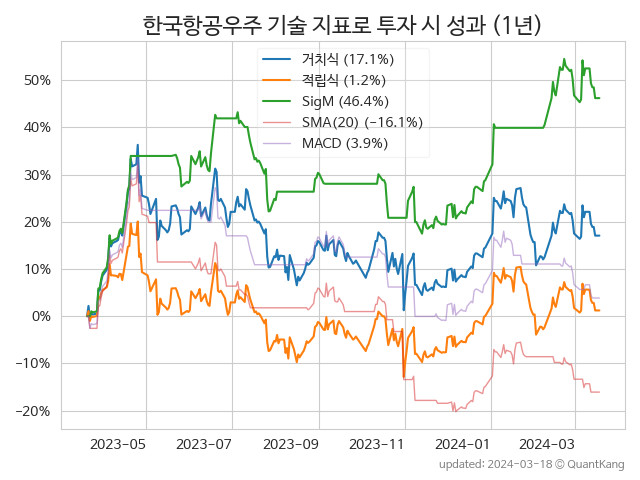 한국항공우주 기술 지표로 투자 시 성과 (1년)
거치식 (17.1%)
적립식 (1.2%)
SigM (46.4%)
SMA(20) (−16.1%)
MACD (3.9%)
50%
40%
30%
20%
10%
0%
−10%
−20%
2023-05
2023-07
2023-09
2023-11
2024-01
2024-03
updated: 2024-03-18 © QuantKang